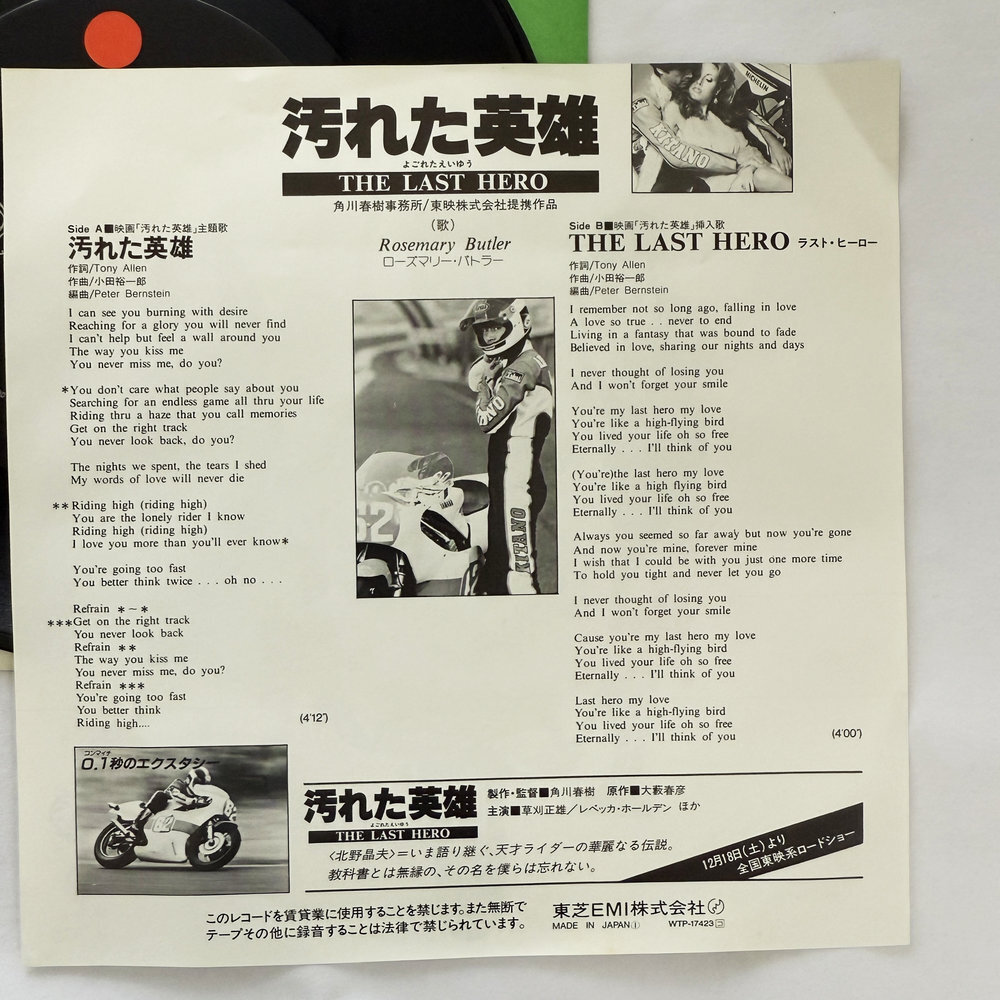 汚れた英雄
よごれたえいゆう
THE LAST HERO
角川春樹事務所/東映株式会社提携作品
(歌)
Rosemary Butler
ローズマリー・バトラー
MICHELIN
KITANO
Side A■映画「汚れた英雄」主題歌
汚れた英雄
作詞/Tony Allen
作曲/小田裕一郎
編曲/Peter Bernstein
I can see you burning with desire
Reaching for a glory you will never find
I can't help but feel a wall around you
The way you kiss me
You never miss me, do you?
*You don't care what people say about you
Searching for an endless game all thru your life
Riding thru a haze that you call memories
Get on the right track
You never look back, do you?
The nights we spent, the tears I shed
My words of love will never die
**Riding high (riding high)
You are the lonely rider I know
Riding high (riding high)
I love you more than you'll ever know*
You're going too fast
You better think twice . . . oh no . . .
Refrain *~*
***Get on the right track
You never look back
Refrain **
The way you kiss me
You never miss me, do you?
Refrain ***
You're going too fast
You better think
Riding high....
(4'12")
62
7
KITANO
Side B■映画「汚れた英雄」挿入歌
THE LAST HERO ラスト・ヒーロー
作詞/Tony Allen
作曲/小田裕一郎
編曲/Peter Bernstein
I remember not so long ago, falling in love
A love so true . . never to end
Living in a fantasy that was bound to fade
Believed in love, sharing our nights and days
I never thought of losing you
And I won't forget your smile
You're my last hero my love
You're like a high-flying bird
You lived your life oh so free
Eternally . . . I'll think of you
(You're)the last hero my love
You're like a high flying bird
You lived your life oh so free
Eternally . . . I'll think of you
Always you seemed so far away but now you're gone
And now you're mine, forever mine
I wish that I could be with you just one more time
To hold you tight and never let you go
I never thought of losing you
And I won't forget your smile
Cause you're my last hero my love
You're like a high-flying bird
You lived your life oh so free
Eternally . . . I'll think of you
Last hero my love
You're like a high-flying bird
You lived your life oh so free
Eternally . . . I'll think of you
(4'00")
コンマイチ
0.1秒のエクスタシー
62
汚れた英雄
よごれたえいゆう
THE LAST HERO
製作・監督■角川春樹 原作■大藪春彦
主演■草刈正雄/レベッカ・ホールデン ほか
〈北野晶夫〉=いま語り継ぐ、天才ライダーの華麗なる伝説。
教科書とは無縁の、その名を僕らは忘れない。
12月18日(土)より
全国東映系ロードショー
このレコードを賃貸業に使用することを禁じます。また無断で
テープその他に録音することは法律で禁じられています。
東芝EMI株式会社
MADE IN JAPAN
WTP-17423